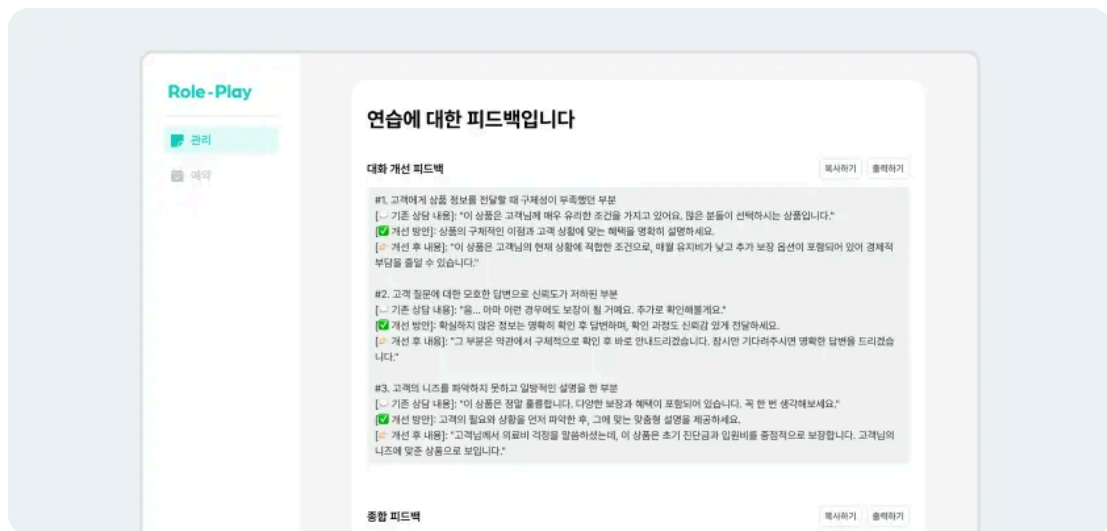 Role-Play
관리
예약
연습에 대한 피드백입니다
대화 개선 피드백
복사하기
출력하기
#1. 고객에게 상품 정보를 전달할 때 구체성이 부족했던 부분
[💬 기존 상담 내용]: "이 상품은 고객님께 매우 유리한 조건을 가지고 있어요. 많은 분들이 선택하시는 상품입니다."
[✅ 개선 방안]: 상품의 구체적인 이점과 고객 상황에 맞는 혜택을 명확히 설명하세요.
[👉 개선 후 내용]: "이 상품은 고객님의 현재 상황에 적합한 조건으로, 매월 유지비가 낮고 추가 보장 옵션이 포함되어 있어 경제적
부담을 줄일 수 있습니다."
#2. 고객 질문에 대한 모호한 답변으로 신뢰도가 저하된 부분
[💬 기존 상담 내용]: "음... 아마 이런 경우에도 보장이 될 거예요. 추가로 확인해볼게요."
[✅ 개선 방안]: 확실하지 않은 정보는 명확히 확인 후 답변하며, 확인 과정도 신뢰감 있게 전달하세요.
[👉 개선 후 내용]: "그 부분은 약관에서 구체적으로 확인 후 바로 안내드리겠습니다. 잠시만 기다려주시면 명확한 답변을 드리겠습
니다."
#3. 고객의 니즈를 파악하지 못하고 일방적인 설명을 한 부분
[💬 기존 상담 내용]: "이 상품은 정말 훌륭합니다. 다양한 보장과 혜택이 포함되어 있습니다. 꼭 한 번 생각해보세요."
[✅ 개선 방안]: 고객의 필요와 상황을 먼저 파악한 후, 그에 맞는 맞춤형 설명을 제공하세요.
[👉 개선 후 내용]: "고객님께서 의료비 걱정을 말씀하셨는데, 이 상품은 초기 진단금과 입원비를 중점적으로 보장합니다. 고객님의
니즈에 맞춘 상품으로 보입니다."
종합 피드백
복사하기
출력하기